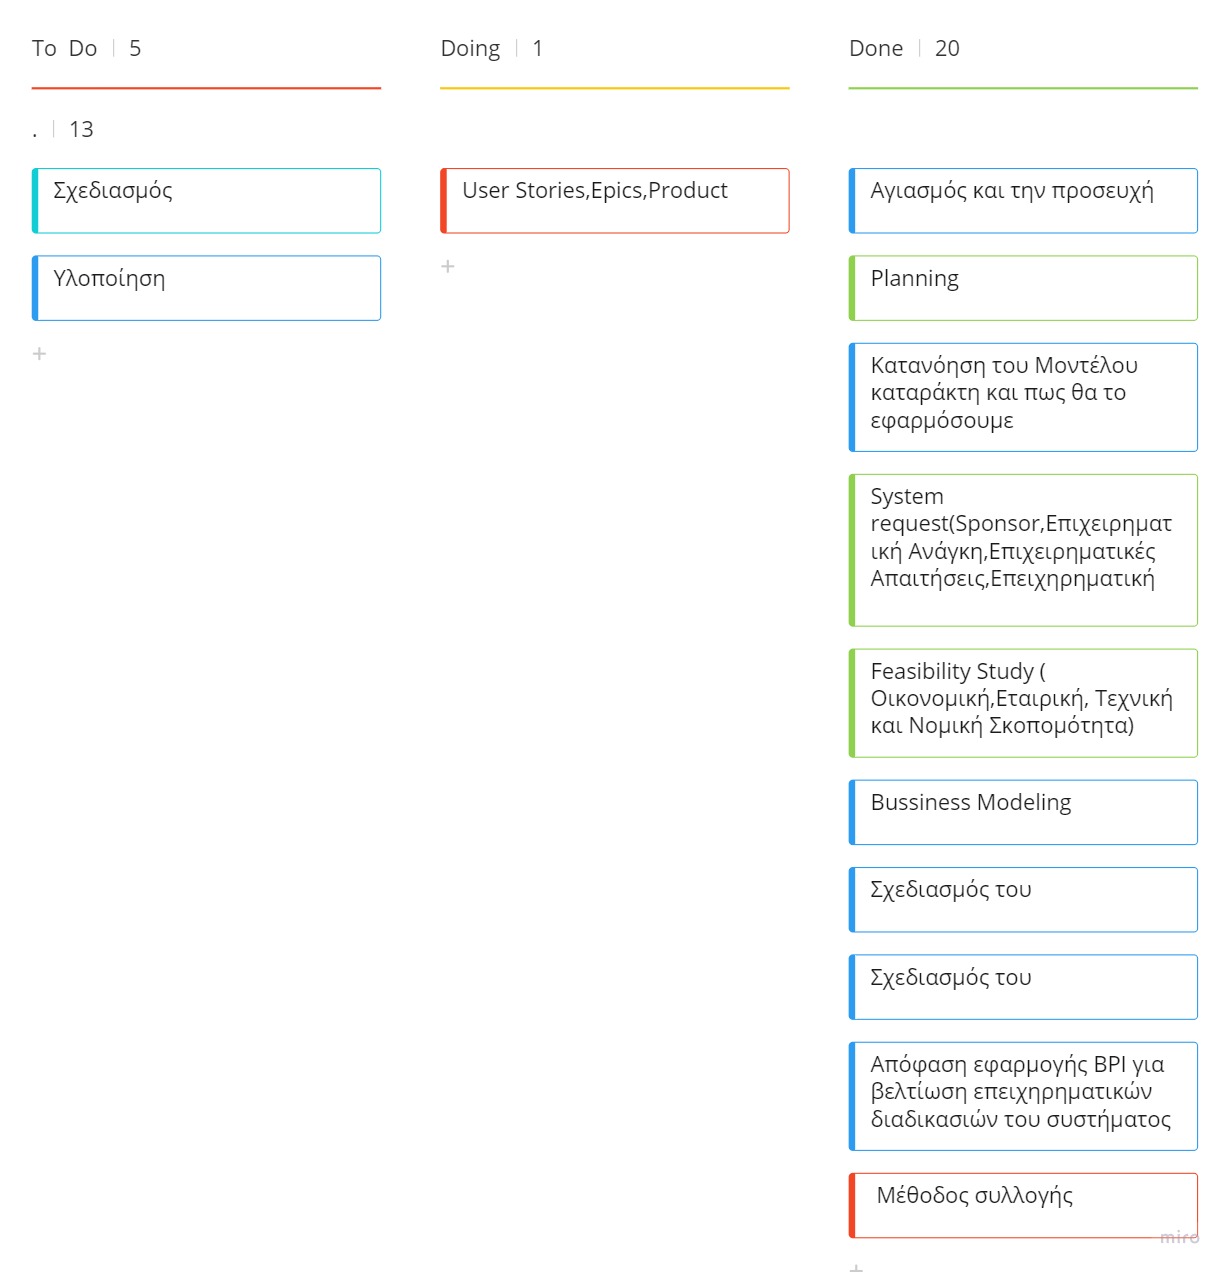 To Do | 5
Doing | 1
Done | 20
. | 13
Σχεδιασμός
Υλοποίηση
+
User Stories,Epics,Product
+
Αγιασμός και την προσευχή
Planning
Κατανόηση του Μοντέλου
καταράκτη και πως θα το
εφαρμόσουμε
System
request(Sponsor,Επιχειρηματ
ική Ανάγκη,Επιχειρηματικές
Απαιτήσεις,Επειχηρηματική
Feasibility Study (
Οικονομική,Εταιρική, Τεχνική
και Νομική Σκοπομότητα)
Bussiness Modeling
Σχεδιασμός του
Σχεδιασμός του
Απόφαση εφαρμογής BPI για
βελτίωση επειχηρηματικών
διαδικασιών του συστήματος
Μέθοδος συλλογής
miro
+